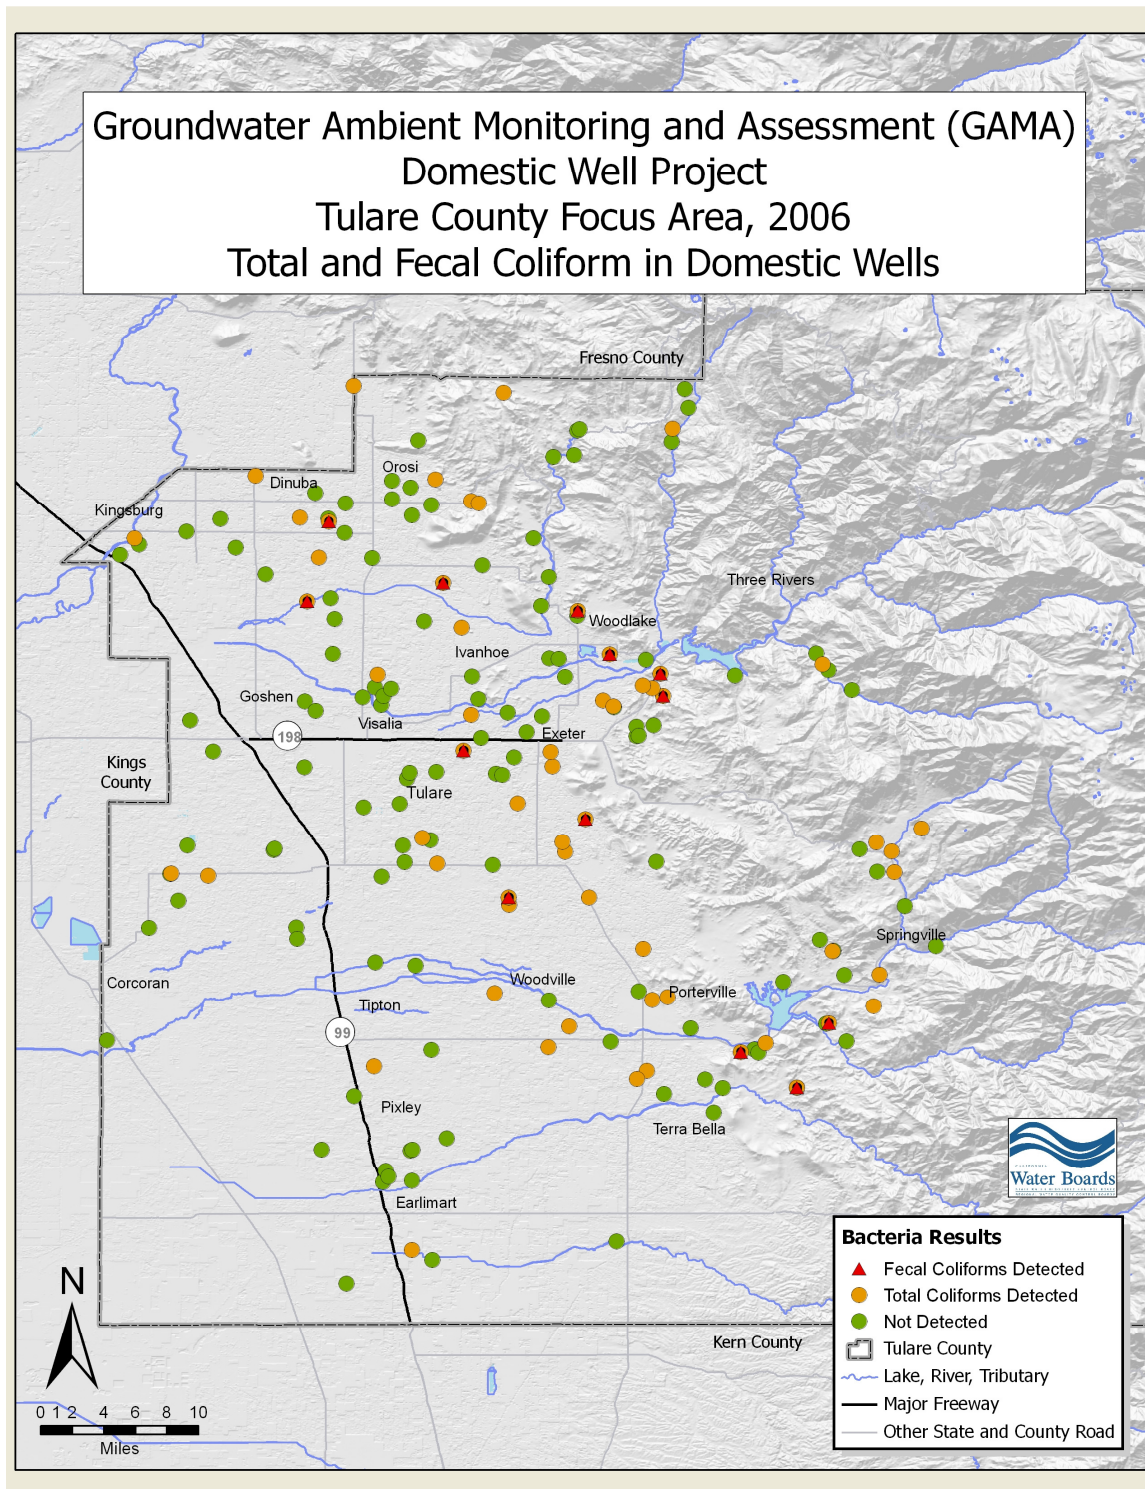 Groundwater Ambient Monitoring and Assessment (GAMA)
Domestic Well Project
Tulare County Focus Area, 2006
Total and Fecal Coliform in Domestic Wells
Fresno County
Orosi
Dinuba
Kingsburg
Three Rivers
Woodlake
Ivanhoe
Goshen
Visalia
198
Exeter
Kings
County
Tulare
Springville
Corcoran
Woodville
Porterville
Tipton
99
Pixley
Terra Bella
Earlimart
Water Boards
Kern County
Bacteria Results
Fecal Coliforms Detected
Total Coliforms Detected
Not Detected
Tulare County
Lake, River, Tributary
Major Freeway
Other State and County Road
N
0 1 2 4 6 8 10
Miles